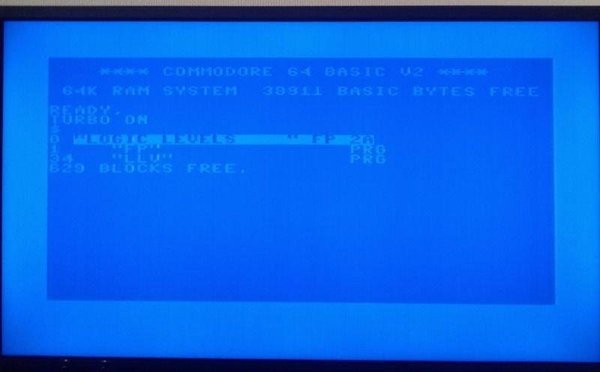 **** COMMODORE 64 BASIC V2 ****
64K RAM SYSTEM 38911 BASIC BYTES FREE
READY.
TURBO ON
$
0 "LOGIC LEVELS " FP 2A
1 "FP" PRG
34 "LLV" PRG
629 BLOCKS FREE.